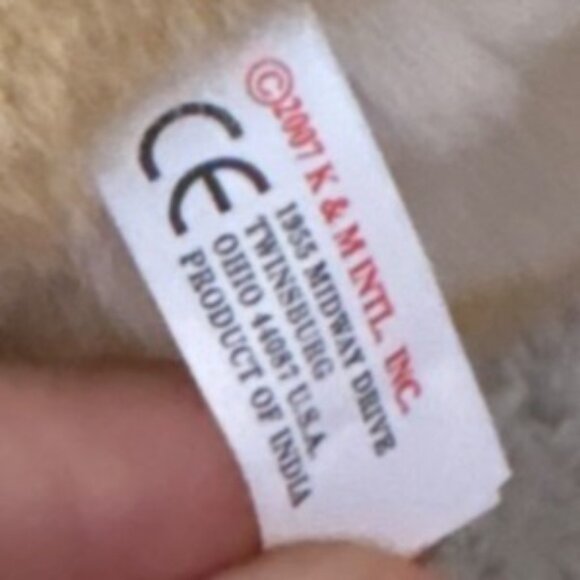 ©2007 K & M INTL. INC.
1955 MIDWAY DRIVE
TWINSBURG
OHIO 44087 U.S.A.
PRODUCT OF INDIA
CE